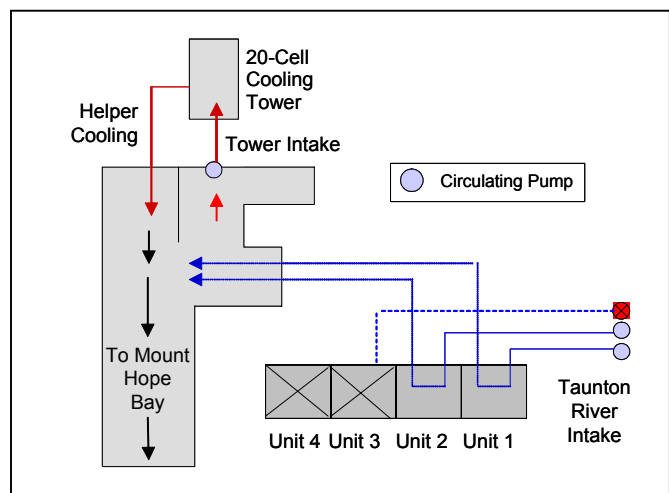 20-Cell
Cooling
Tower
Helper
Cooling
Tower Intake
Circulating Pump
To Mount
Hope
Bay
Taunton
River
Intake
Unit 4 Unit 3 Unit 2 Unit 1